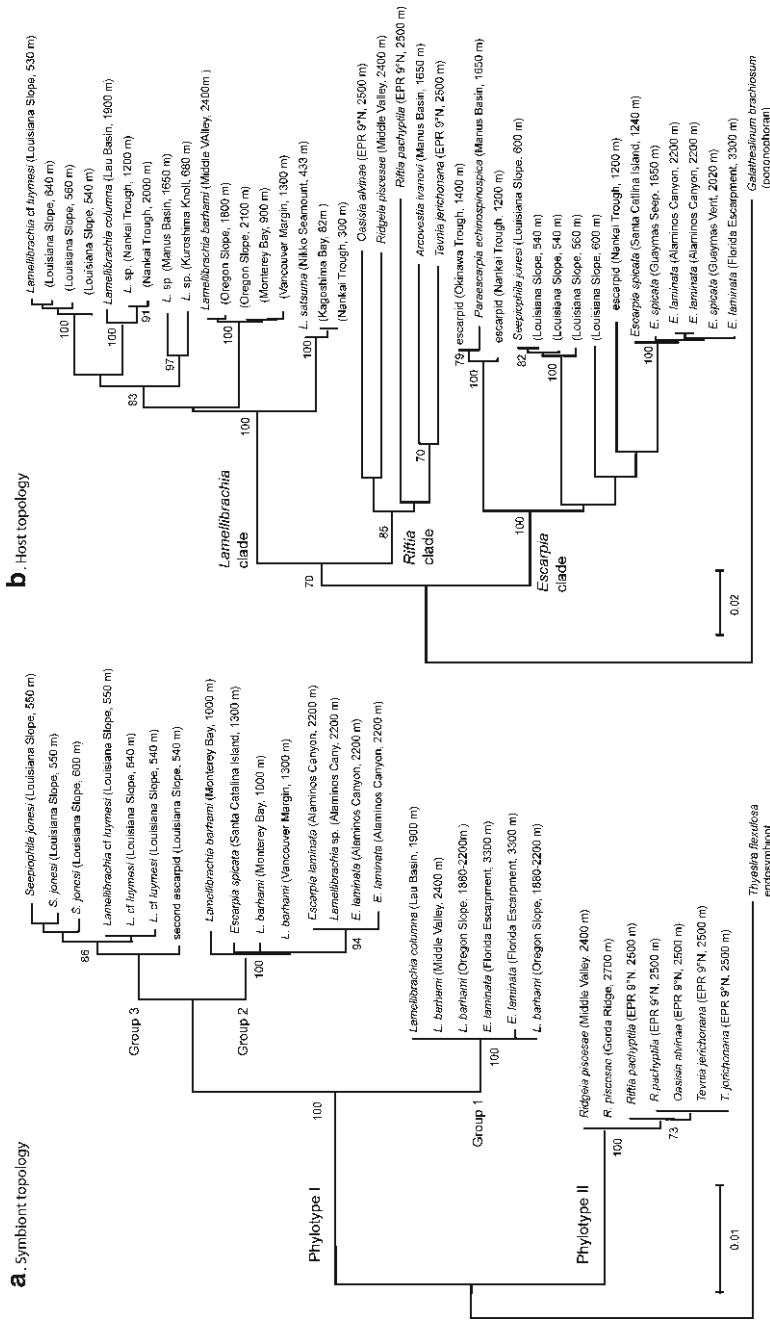 a. Symbiont topology
Seepiophila jonesi (Louisiana Slope, 550 m)
S. jonesi (Louisiana Slope, 550 m)
S. jonesi (Louisiana Slope, 600 m)
Lamellibrachia cf luymesi (Louisiana Slope, 550 m)
L. cf luymesi (Louisiana Slope, 640 m)
L. cf luymesi (Louisiana Slope, 540 m)
second escarpid (Louisiana Slope, 540 m)
86
Group 3
Lamellibrachia barhami (Monterey Bay, 1000 m)
Escarpia spicata (Santa Catalina Island, 1300 m)
L. barhami (Monterey Bay, 1000 m)
L. barhami (Vancouver Margin, 1300 m)
Escarpia laminata (Alaminos Canyon, 2200 m)
Lamellibrachia sp. (Alaminos Cany, 2200 m)
E. laminata (Alaminos Canyon, 2200 m)
E. laminata (Alaminos Canyon, 2200 m)
100
94
Group 2
Lamellibrachia columna (Lau Basin, 1900 m)
L. barhami (Middle Valley, 2400 m)
L. barhami (Oregon Slope, 1880-2200m)
E. laminata (Florida Escarpment, 3300 m)
E. laminata (Florida Escarpment, 3300 m)
L. barhami (Oregon Slope, 1880-2200 m)
100
Group 1
100
Phylotype I
Ridgeia piscesae (Middle Valley, 2400 m)
R. piscesae (Gorda Ridge, 2700 m)
Riftia pachyptila (EPR 9°N, 2500 m)
R.pachyptila (EPR 9°N, 2500 m)
Oasisia alvinae (EPR 9°N, 2500 m)
Tevnia jerichonana (EPR 9°N, 2500 m)
T. jerichonana (EPR 9°N, 2500 m)
100
73
Phylotype II
Thyasira flexuosa
endosymbiont
0.01
b. Host topology
Lamellibrachia cf luymesi (Louisiana Slope, 530 m)
(Louisiana Slope, 640 m)
(Louisiana Slope, 560 m)
(Louisiana Slope, 540 m)
Lamellibrachia columna (Lau Basin, 1900 m)
L. sp. (Nankai Trough, 1200 m)
(Nankai Trough, 2000 m)
L. sp (Manus Basin, 1650 m)
L. sp. (Kuroshima Knoll, 680 m)
Lamellibrachia barhami (Middle VAlley, 2400m)
(Oregon Slope, 1800 m)
(Oregon Slope, 2100 m)
(Monterey Bay, 900 m)
(Vancouver Margin, 1300 m)
L. satsuma (Nikko Seamount, 433 m)
(Kagoshima Bay, 82m)
(Nankai Trough, 300 m)
100
100
91
97
83
100
100
100
Lamellibrachia
clade
Oasisia alvinae (EPR 9°N, 2500 m)
Ridgeia piscesae (Middle Valley, 2400 m)
Riftia pachyptila (EPR 9°N, 2500 m)
Arcovestia ivanovi (Manus Basin, 1650 m)
Tevnia jerichonana (EPR 9°N, 2500 m)
70
85
Riftia
clade
70
escarpid (Okinawa Trough, 1400 m)
Paraescarpia echinospinospica (Manus Basin, 1650 m)
escarpid (Nankai Trough, 1200 m)
Seepiophila jonesi (Louisiana Slope, 600 m)
(Louisiana Slope, 540 m)
(Louisiana Slope, 540 m)
(Louisiana Slope, 560 m)
(Louisiana Slope, 600 m)
escarpid (Nankai Trough, 1200 m)
Escarpia spicata (Santa Catlina Island, 1240 m)
E. spicata (Guaymas Seep, 1650 m)
E. laminata (Alaminos Canyon, 2200 m)
E. laminata (Alaminos Canyon, 2200 m)
E. spicata (Guaymas Vent, 2020 m)
E. laminata (Florida Escarpment, 3300 m)
79
100
82
100
100
100
Escarpia
clade
Galathealinum brachiosum
(pogonophoran)
0.02